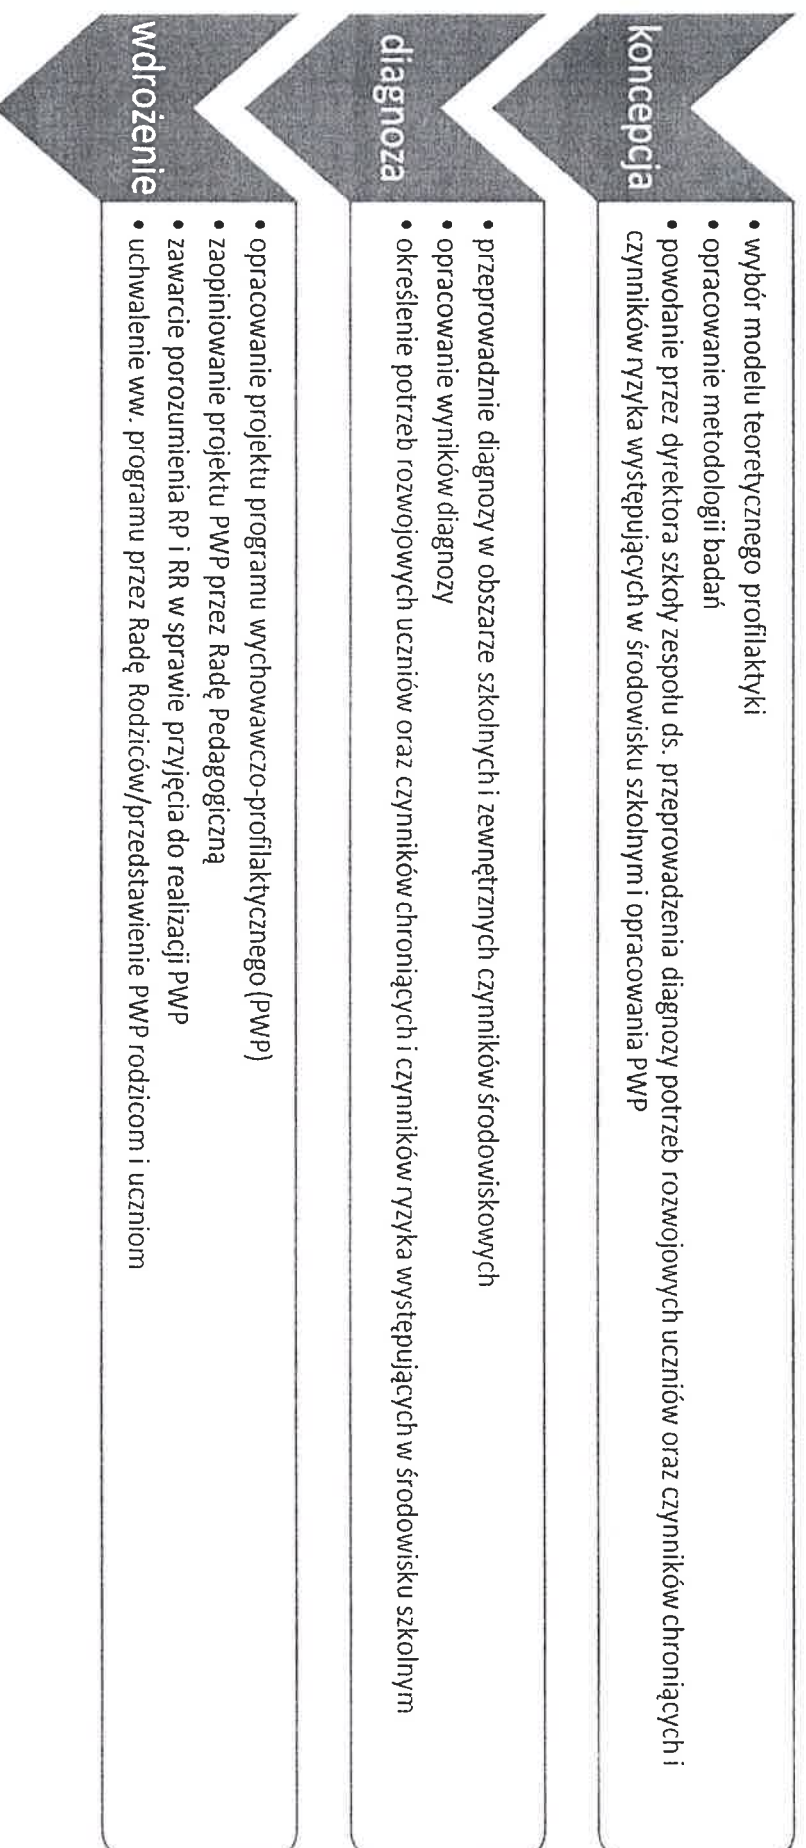 koncepcja
• wybór modelu teoretycznego profilaktyki
• opracowanie metodologii badań
• powołanie przez dyrektora szkoły zespołu ds. przeprowadzenia diagnozy potrzeb rozwojowych uczniów oraz czynników chroniących i
czynników ryzyka występujących w środowisku szkolnym i opracowania PWP
diagnoza
• przeprowadznie diagnozy w obszarze szkolnych i zewnętrznych czynników środowiskowych
• opracowanie wyników diagnozy
• określenie potrzeb rozwojowych uczniów oraz czynników chroniących i czynników ryzyka występujących w środowisku szkolnym
wdrożenie
• opracowanie projektu programu wychowawczo-profilaktycznego (PWP)
• zaopiniowanie projektu PWP przez Radę Pedagogiczną
• zawarcie porozumienia RP i RR w sprawie przyjęcia do realizacji PWP
• uchwalenie ww. programu przez Radę Rodziców/przedstawienie PWP rodzicom i uczniom